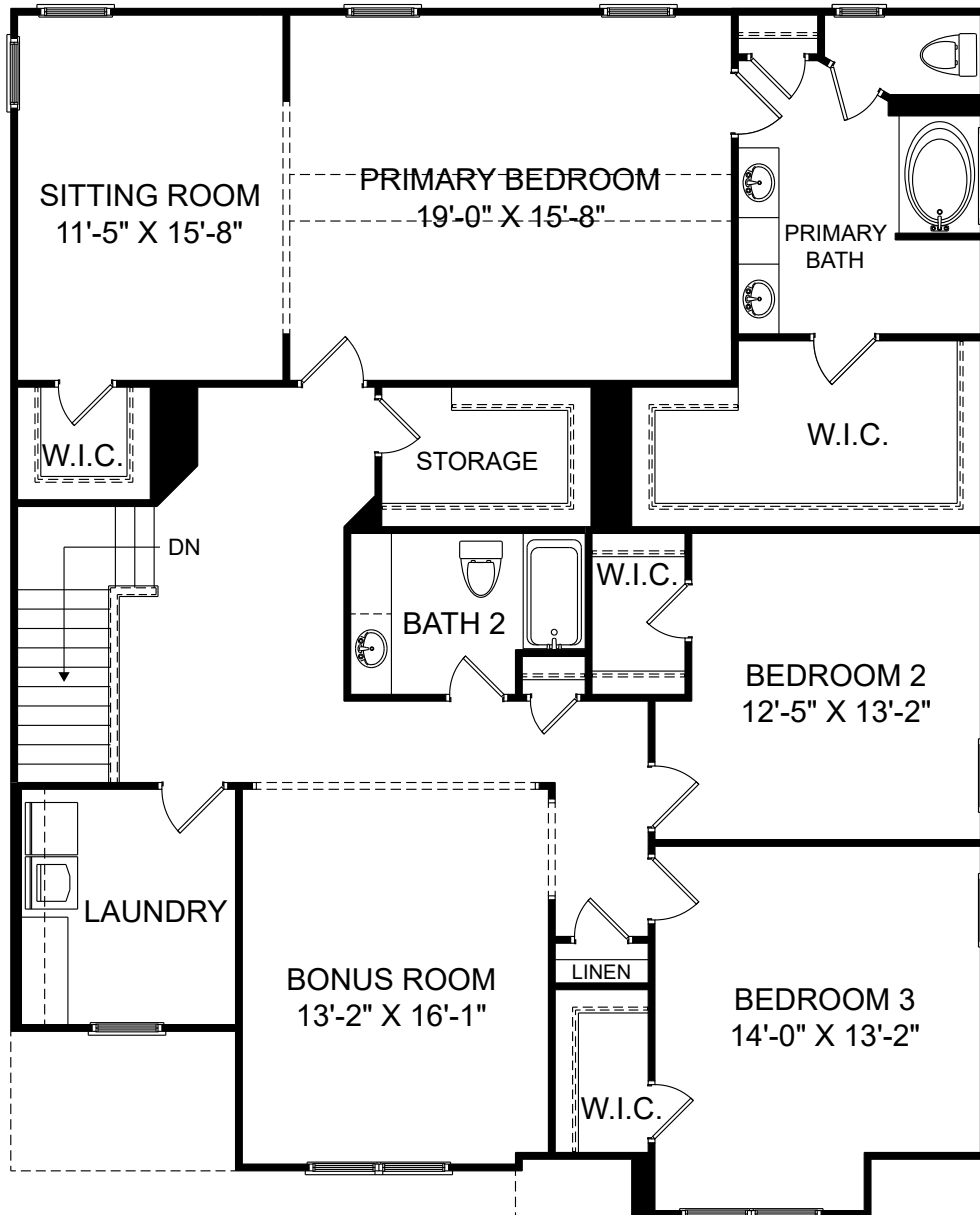 SITTING ROOM
11'-5" X 15'-8"
PRIMARY BEDROOM
19'-0" X 15'-8"
PRIMARY
BATH
W.I.C.
STORAGE
W.I.C.
DN
BATH 2
W.I.C.
BEDROOM 2
12'-5" X 13'-2"
LAUNDRY
BONUS ROOM
13'-2" X 16'-1"
LINEN
BEDROOM 3
14'-0" X 13'-2"
W.I.C.